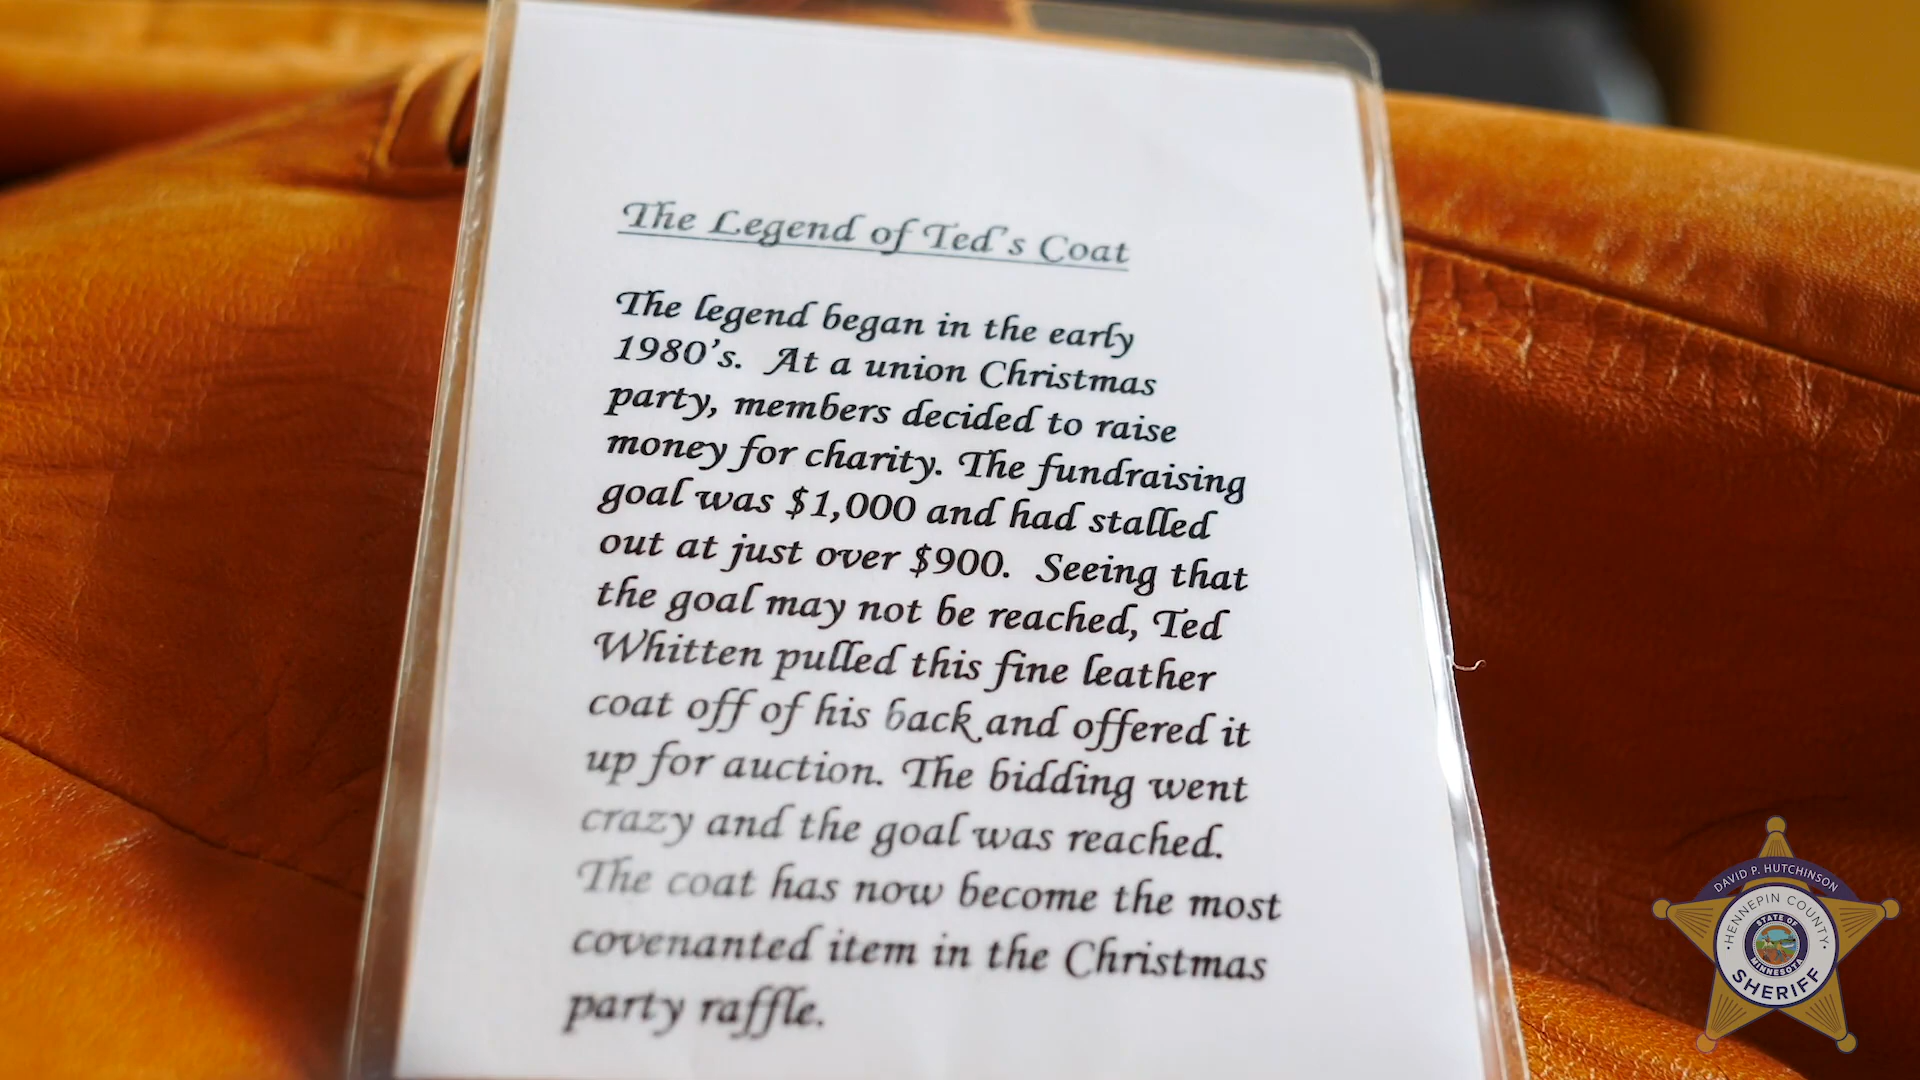 The Legend of Ted's Coat
The legend began in the early
1980's. At a union Christmas
party, members decided to raise
money for charity. The fundraising
goal was $1,000 and had stalled
out at just over $900. Seeing that
the goal may not be reached, Ted
Whitten pulled this fine leather
coat off of his back and offered it
up for auction. The bidding went
crazy and the goal was reached.
The coat has now become the most
covenanted item in the Christmas
party raffle.
DAVID P. HUTCHINSON
HENNEPIN COUNTY
STATE OF
MINNESOTA
SHERIFF